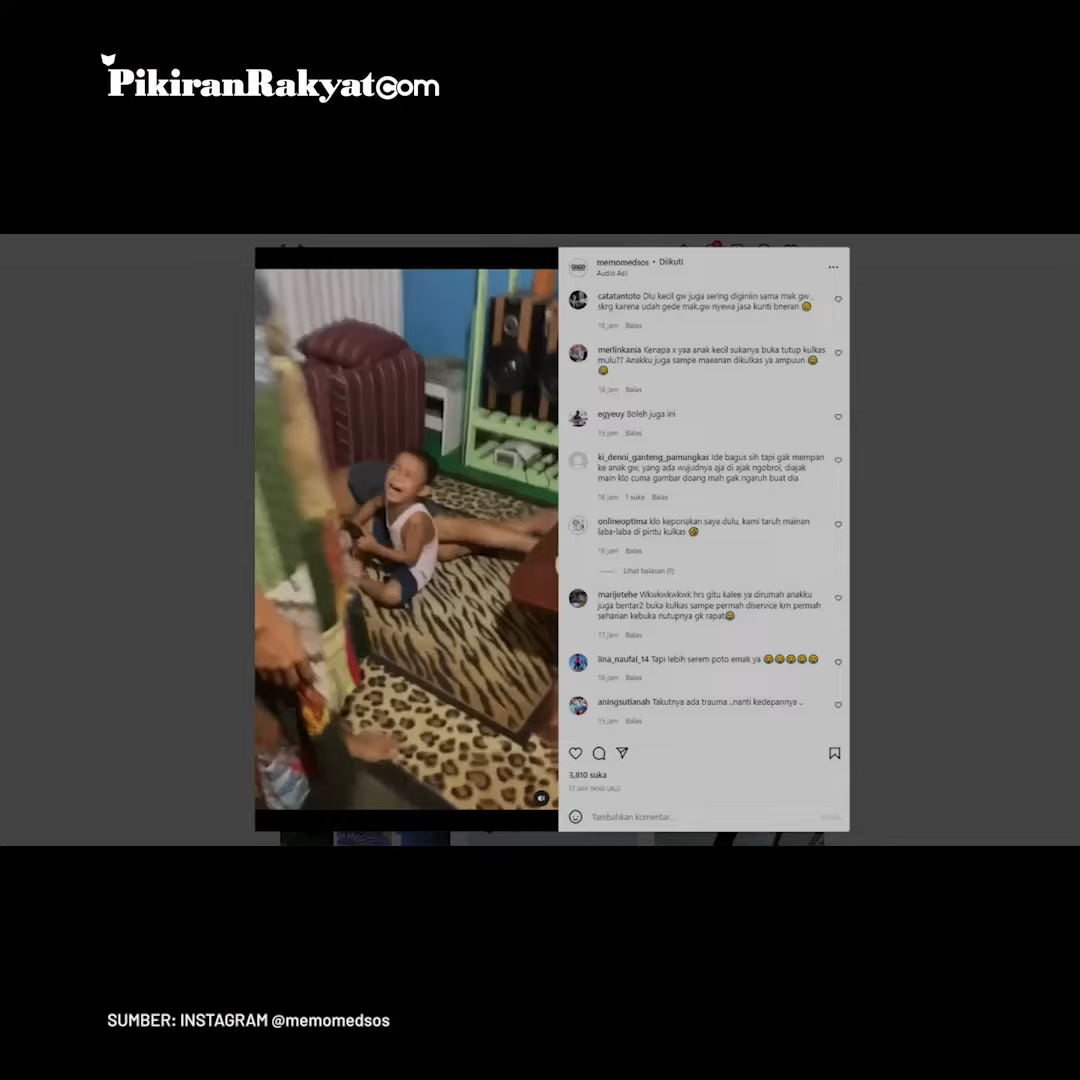 PikiranRakyatcom
memomedsos • Diikuti
Audio Asli
catatantoto Dlu kecil gw juga sering diginiin sama mak gw .
skrg karena udah gede mak.gw nyewa jasa kunti bneran
16 jam Balas
merlinkania Kenapa x yaa anak kecil sukanya buka tutup kulkas
mulu?? Anakku juga sampe maeanan dikulkas ya ampuun 😂
😂
16 jam Balas
egyeuy Boleh juga ini
15 jam Balas
ki_denni_ganteng_pamungkas Ide bagus sih tapi gak mempan
ke anak gw, yang ada wujudnya aja di ajak ngobrol, diajak
main klo cuma gambar doang mah gak ngaruh buat dia
16 jam 1 suka Balas
onlineoptima klo keponakan saya dulu, kami taruh mainan
laba-laba di pintu kulkas
16 jam Balas
Lihat balasan (1)
marijetehe Wkwkwkwkwk hrs gitu kalee ya dirumah anakku
juga bentar2 buka kulkas sampe permah diservice krn permah
seharian kebuka nutupnya gk rapat
17 jam Balas
lina_naufal_14 Tapi lebih serem poto emak ya 😂😂😂😂😂
16 jam Balas
aningsutianah Takutnya ada trauma ..nanti kedepannya ..
15 jam Balas
3,810 suka
17 JAM YANG LALU
Tambahkan komentar...
SUMBER: INSTAGRAM @memomedsos